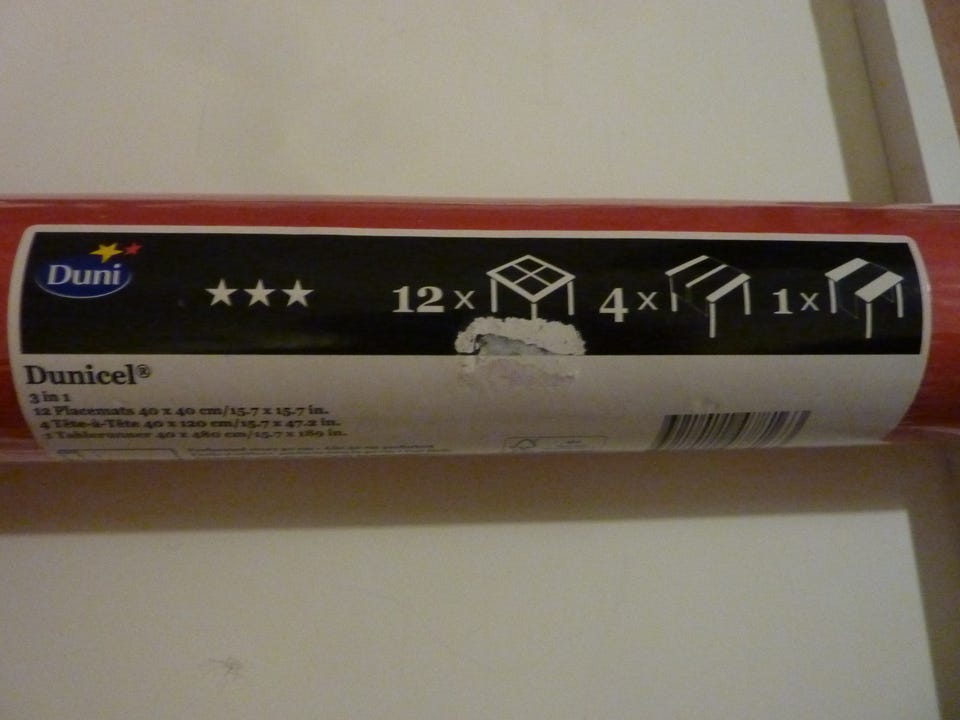 Duni
12 x 4 x 1 x
Dunicel®
3 in 1
12 Placemats 40 x 40 cm/15.7 x 15.7 in.
4 Tête-à-Tête 40 x 120 cm/15.7 x 47.2 in.
1 Tablerunner 40 x 480 cm/15.7 x 189 in.